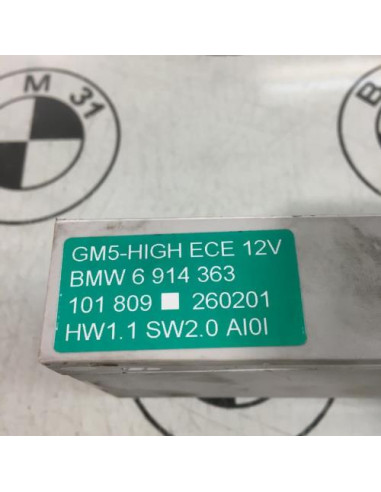 M 31
GM5-HIGH ECE 12V
BMW 6 914 363
101 809 260201
HW1.1 SW2.0 AI0I